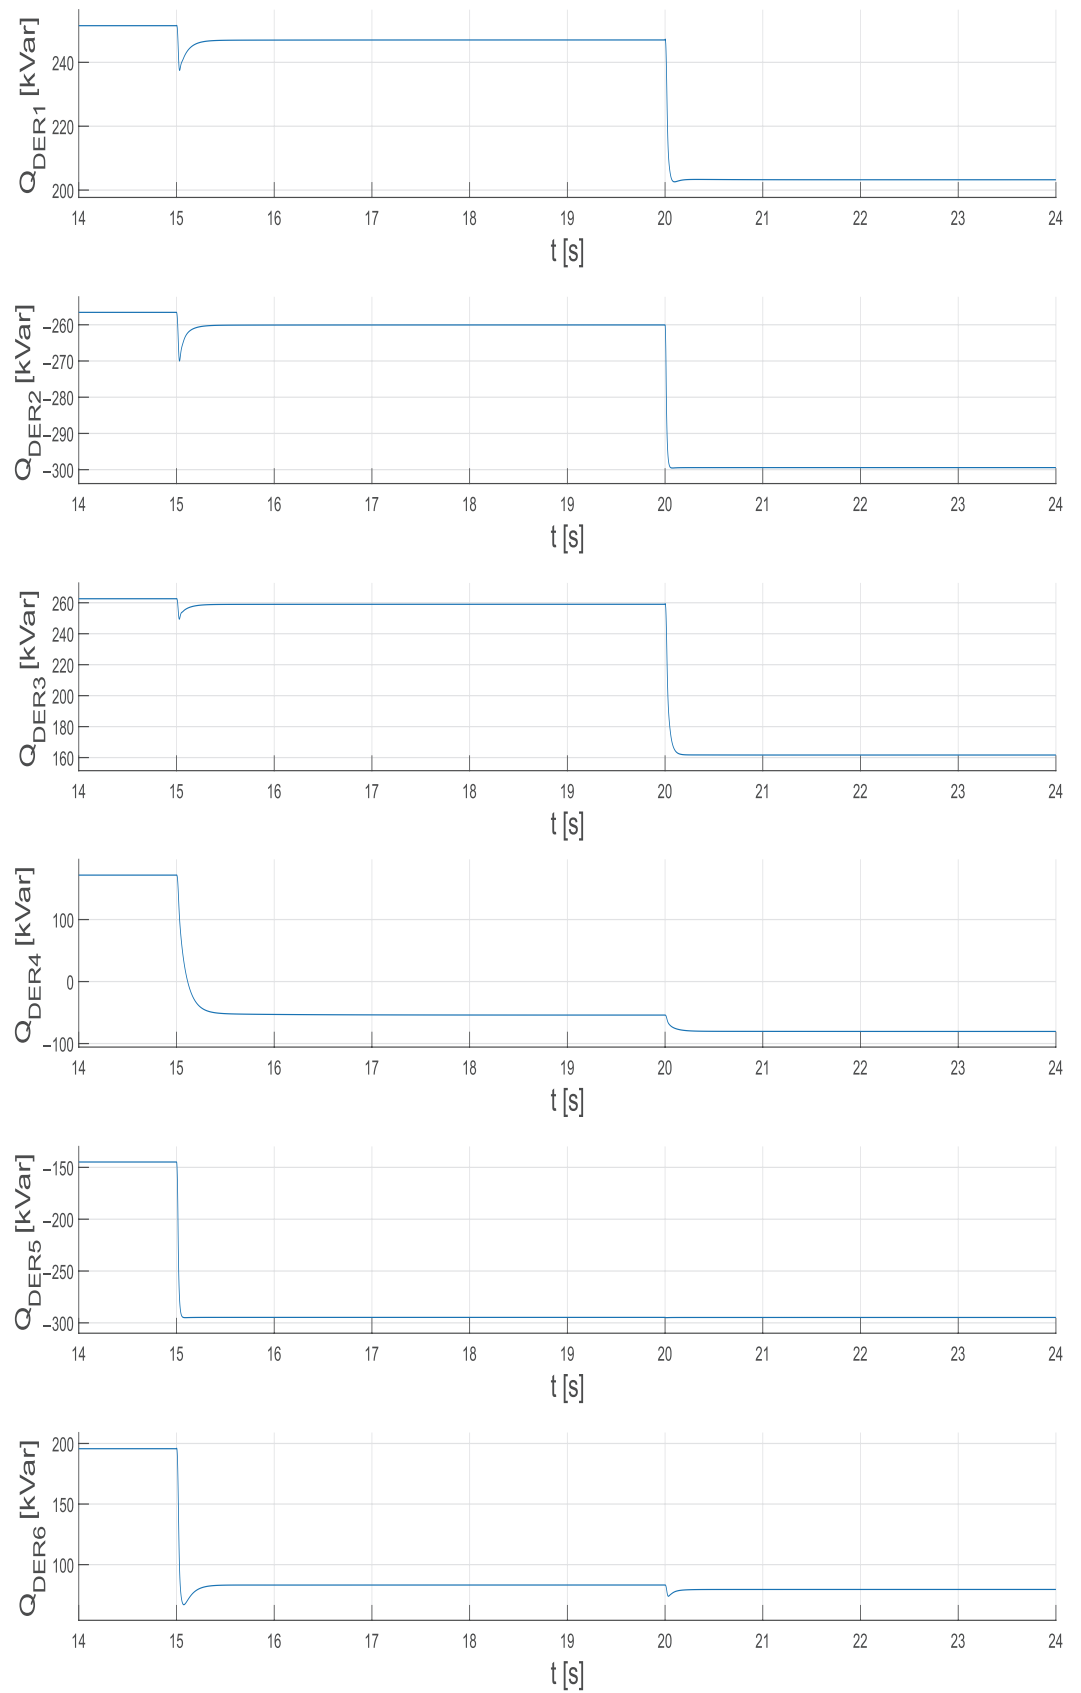 Q_DER1 [kVar]
240
220
200
14 15 16 17 18 19 20 21 22 23 24
t [s]
Q_DER2 [kVar]
−260
−270
−280
−290
−300
14 15 16 17 18 19 20 21 22 23 24
t [s]
Q_DER3 [kVar]
260
240
220
200
180
160
14 15 16 17 18 19 20 21 22 23 24
t [s]
Q_DER4 [kVar]
100
0
−100
14 15 16 17 18 19 20 21 22 23 24
t [s]
Q_DER5 [kVar]
−150
−200
−250
−300
14 15 16 17 18 19 20 21 22 23 24
t [s]
Q_DER6 [kVar]
200
150
100
14 15 16 17 18 19 20 21 22 23 24
t [s]